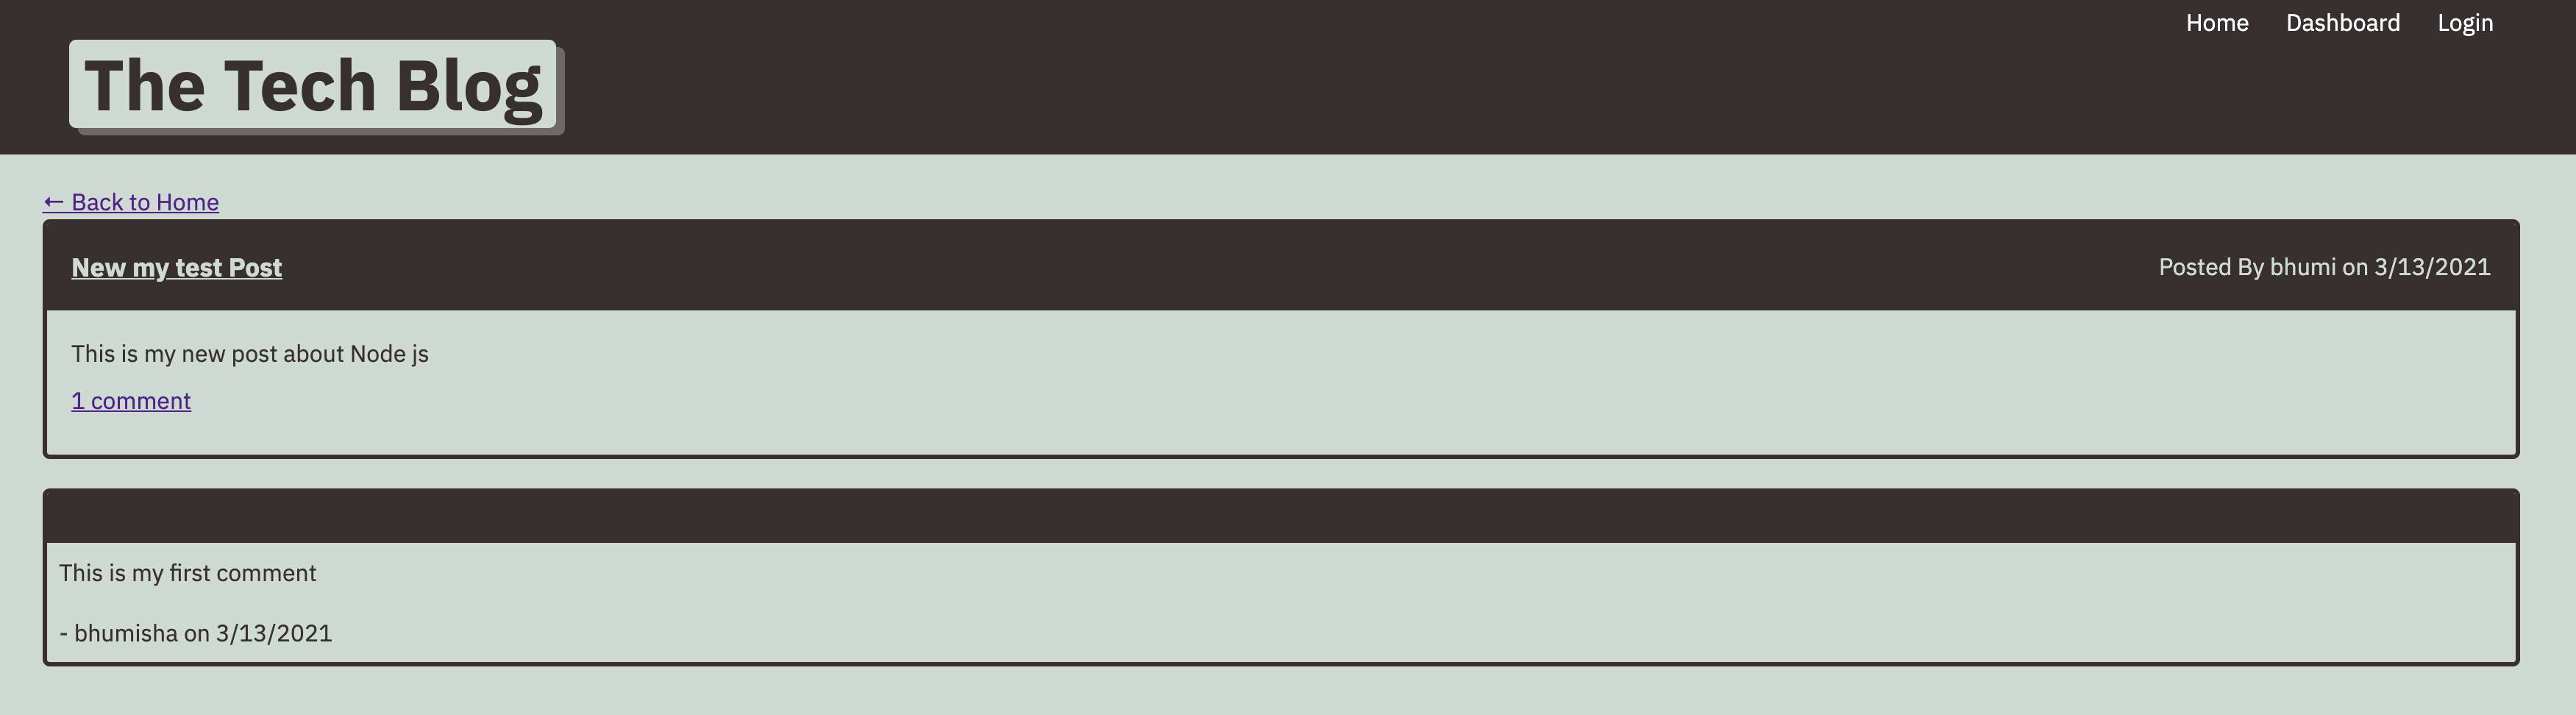 Home Dashboard Login
The Tech Blog
← Back to Home
New my test Post Posted By bhumi on 3/13/2021
This is my new post about Node js
1 comment
This is my first comment
- bhumisha on 3/13/2021